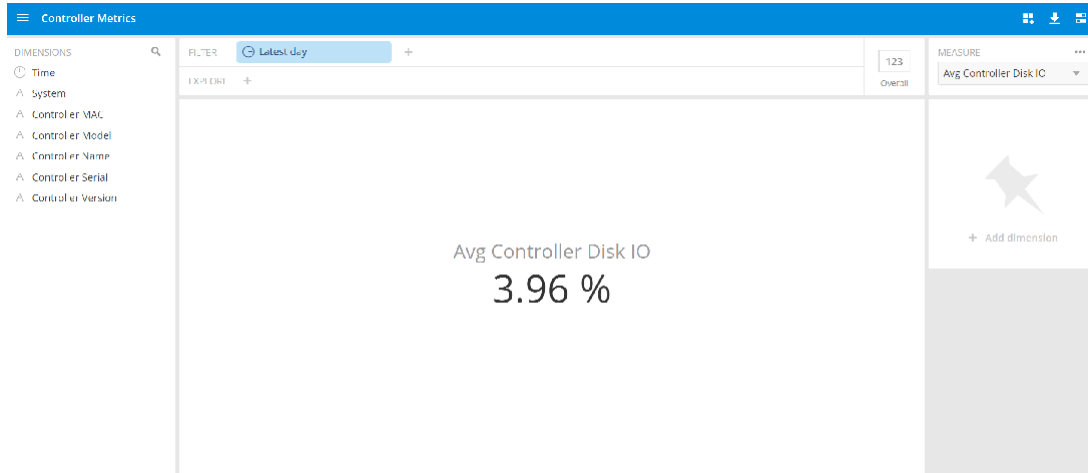 Controller Metrics
DIMENSIONS
Time
System
Controller MAC
Controller Model
Controller Name
Controller Serial
Controller Version
FILTER
Latest day
+
EXPLORE +
123
Overall
MEASURE
...
Avg Controller Disk IO
Avg Controller Disk IO
3.96 %
+ Add dimension